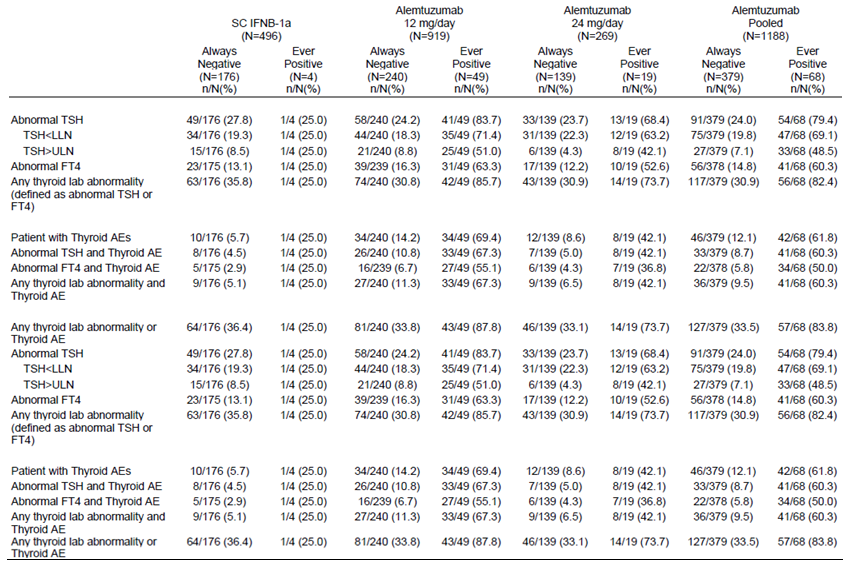 SC IFNB-1a (N=496) Alemtuzumab 12 mg/day (N=919) Alemtuzumab 24 mg/day (N=269) Alemtuzumab Pooled (N=1188)
Always Negative (N=176) n/N(%) Ever Positive (N=4) n/N(%) Always Negative (N=240) n/N(%) Ever Positive (N=49) n/N(%) Always Negative (N=139) n/N(%) Ever Positive (N=19) n/N(%) Always Negative (N=379) n/N(%) Ever Positive (N=68) n/N(%)
Abnormal TSH 49/176 (27.8) 1/4 (25.0) 58/240 (24.2) 41/49 (83.7) 33/139 (23.7) 13/19 (68.4) 91/379 (24.0) 54/68 (79.4)
TSH<LLN 34/176 (19.3) 1/4 (25.0) 44/240 (18.3) 35/49 (71.4) 31/139 (22.3) 12/19 (63.2) 75/379 (19.8) 47/68 (69.1)
TSH>ULN 15/176 (8.5) 1/4 (25.0) 21/240 (8.8) 25/49 (51.0) 6/139 (4.3) 8/19 (42.1) 27/379 (7.1) 33/68 (48.5)
Abnormal FT4 23/175 (13.1) 1/4 (25.0) 39/239 (16.3) 31/49 (63.3) 17/139 (12.2) 10/19 (52.6) 56/378 (14.8) 41/68 (60.3)
Any thyroid lab abnormality 63/176 (35.8) 1/4 (25.0) 74/240 (30.8) 42/49 (85.7) 43/139 (30.9) 14/19 (73.7) 117/379 (30.9) 56/68 (82.4)
(defined as abnormal TSH or
FT4)
Patient with Thyroid AEs 10/176 (5.7) 1/4 (25.0) 34/240 (14.2) 34/49 (69.4) 12/139 (8.6) 8/19 (42.1) 46/379 (12.1) 42/68 (61.8)
Abnormal TSH and Thyroid AE 8/176 (4.5) 1/4 (25.0) 26/240 (10.8) 33/49 (67.3) 7/139 (5.0) 8/19 (42.1) 33/379 (8.7) 41/68 (60.3)
Abnormal FT4 and Thyroid AE 5/175 (2.9) 1/4 (25.0) 16/239 (6.7) 27/49 (55.1) 6/139 (4.3) 7/19 (36.8) 22/378 (5.8) 34/68 (50.0)
Any thyroid lab abnormality and 9/176 (5.1) 1/4 (25.0) 27/240 (11.3) 33/49 (67.3) 9/139 (6.5) 8/19 (42.1) 36/379 (9.5) 41/68 (60.3)
Thyroid AE
Any thyroid lab abnormality or 64/176 (36.4) 1/4 (25.0) 81/240 (33.8) 43/49 (87.8) 46/139 (33.1) 14/19 (73.7) 127/379 (33.5) 57/68 (83.8)
Thyroid AE
Abnormal TSH 49/176 (27.8) 1/4 (25.0) 58/240 (24.2) 41/49 (83.7) 33/139 (23.7) 13/19 (68.4) 91/379 (24.0) 54/68 (79.4)
TSH<LLN 34/176 (19.3) 1/4 (25.0) 44/240 (18.3) 35/49 (71.4) 31/139 (22.3) 12/19 (63.2) 75/379 (19.8) 47/68 (69.1)
TSH>ULN 15/176 (8.5) 1/4 (25.0) 21/240 (8.8) 25/49 (51.0) 6/139 (4.3) 8/19 (42.1) 27/379 (7.1) 33/68 (48.5)
Abnormal FT4 23/175 (13.1) 1/4 (25.0) 39/239 (16.3) 31/49 (63.3) 17/139 (12.2) 10/19 (52.6) 56/378 (14.8) 41/68 (60.3)
Any thyroid lab abnormality 63/176 (35.8) 1/4 (25.0) 74/240 (30.8) 42/49 (85.7) 43/139 (30.9) 14/19 (73.7) 117/379 (30.9) 56/68 (82.4)
(defined as abnormal TSH or
FT4)
Patient with Thyroid AEs 10/176 (5.7) 1/4 (25.0) 34/240 (14.2) 34/49 (69.4) 12/139 (8.6) 8/19 (42.1) 46/379 (12.1) 42/68 (61.8)
Abnormal TSH and Thyroid AE 8/176 (4.5) 1/4 (25.0) 26/240 (10.8) 33/49 (67.3) 7/139 (5.0) 8/19 (42.1) 33/379 (8.7) 41/68 (60.3)
Abnormal FT4 and Thyroid AE 5/175 (2.9) 1/4 (25.0) 16/239 (6.7) 27/49 (55.1) 6/139 (4.3) 7/19 (36.8) 22/378 (5.8) 34/68 (50.0)
Any thyroid lab abnormality and 9/176 (5.1) 1/4 (25.0) 27/240 (11.3) 33/49 (67.3) 9/139 (6.5) 8/19 (42.1) 36/379 (9.5) 41/68 (60.3)
Thyroid AE
Any thyroid lab abnormality or 64/176 (36.4) 1/4 (25.0) 81/240 (33.8) 43/49 (87.8) 46/139 (33.1) 14/19 (73.7) 127/379 (33.5) 57/68 (83.8)
Thyroid AE